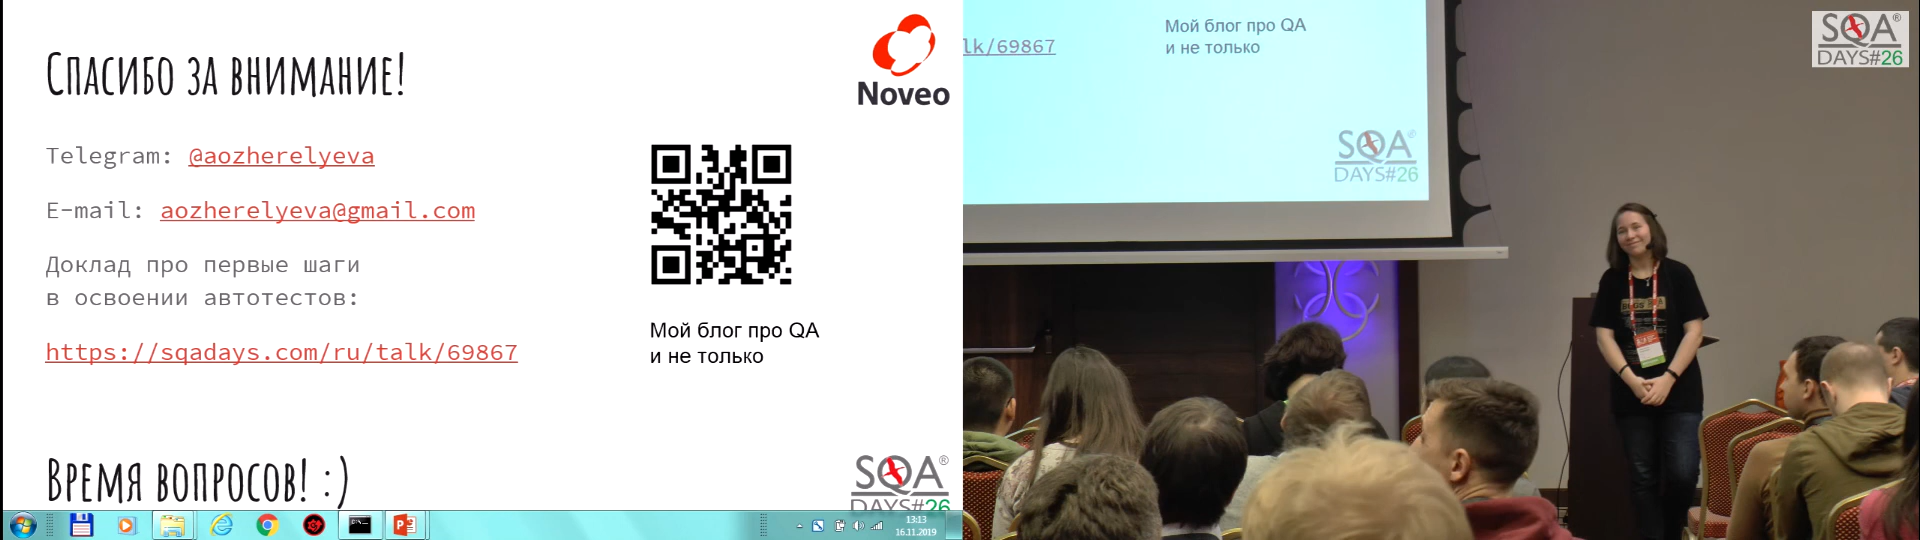 Спасибо за внимание!
Noveo
Telegram: @aozherelyeva
E-mail: aozherelyeva@gmail.com
Доклад про первые шаги
в освоении автотестов:
https://sqadays.com/ru/talk/69867
Мой блог про QA
и не только
Время вопросов! :)
SQA®
DAYS#26
13:13
16.11.2019
lk/69867
Мой блог про QA
и не только
SQA®
DAYS#26
SQA®
DAYS#26